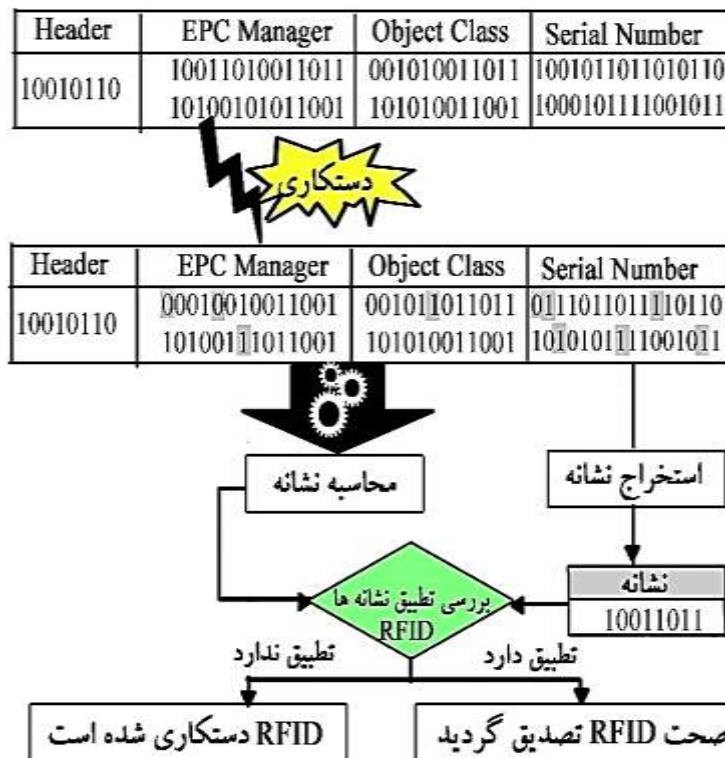 Header EPC Manager Object Class Serial Number
10010110
10011010011011 001010011011 1001011011010110
10100101011001 101010011001 1000101111001011
دستکاری
Header EPC Manager Object Class Serial Number
10010110
00010010011001 001011011011 0111011011110110
10100111011001 101010011001 1010101111001011
محاسبه نشانه
استخراج نشانه
نشانه
10011011
بررسی تطبیق نشانه ها
RFID
تطبیق دارد
تطبیق ندارد
صحت RFID تصدیق گردید
RFID دستکاری شده است